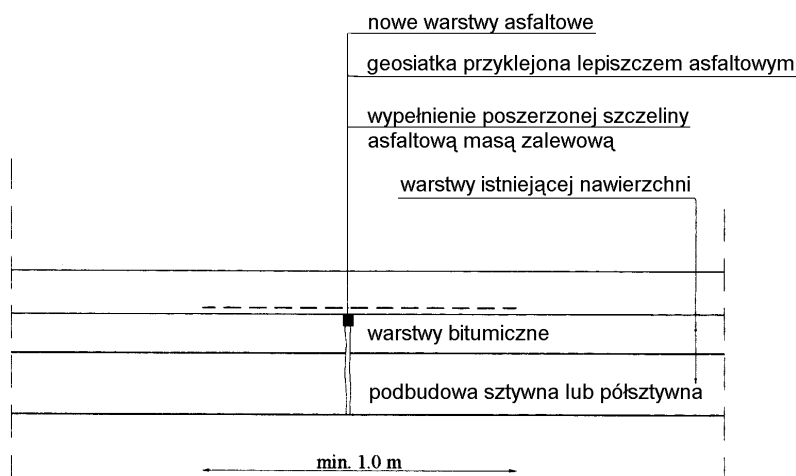 nowe warstwy asfaltowe
geosiatka przyklejona lepiszczem asfaltowym
wypełnienie poszerzonej szczeliny
asfaltową masą zalewową
warstwy istniejącej nawierzchni
warstwy bitumiczne
podbudowa sztywna lub półsztywna
min. 1.0 m